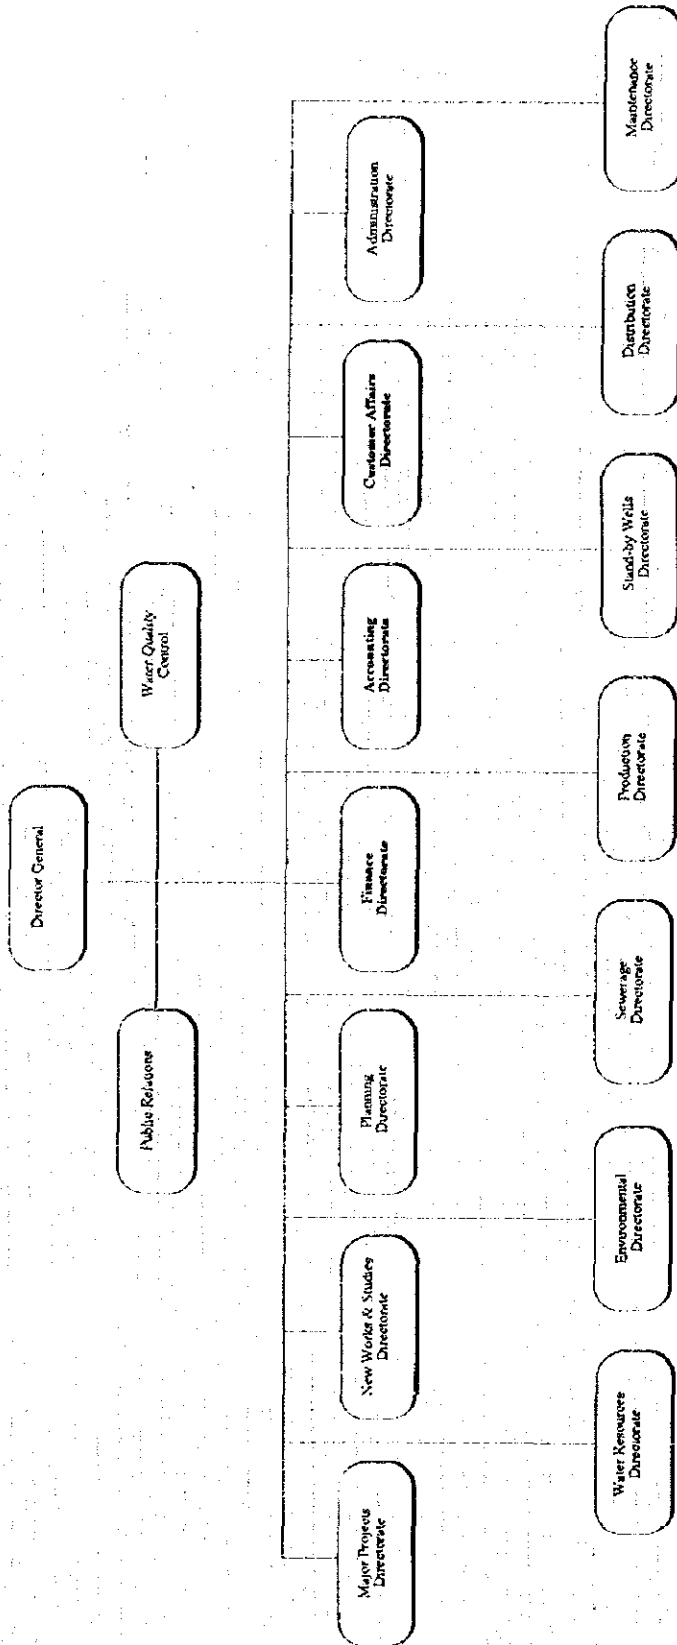 Director General
Public Relations
Water Quality
Control
Major Projects
Directorate
New Works & Studies
Directorate
Planning
Directorate
Finance
Directorate
Accounting
Directorate
Customer Affairs
Directorate
Administration
Directorate
Water Resources
Directorate
Environmental
Directorate
Sewerage
Directorate
Production
Directorate
Stand-by Wells
Directorate
Distribution
Directorate
Maintenance
Directorate